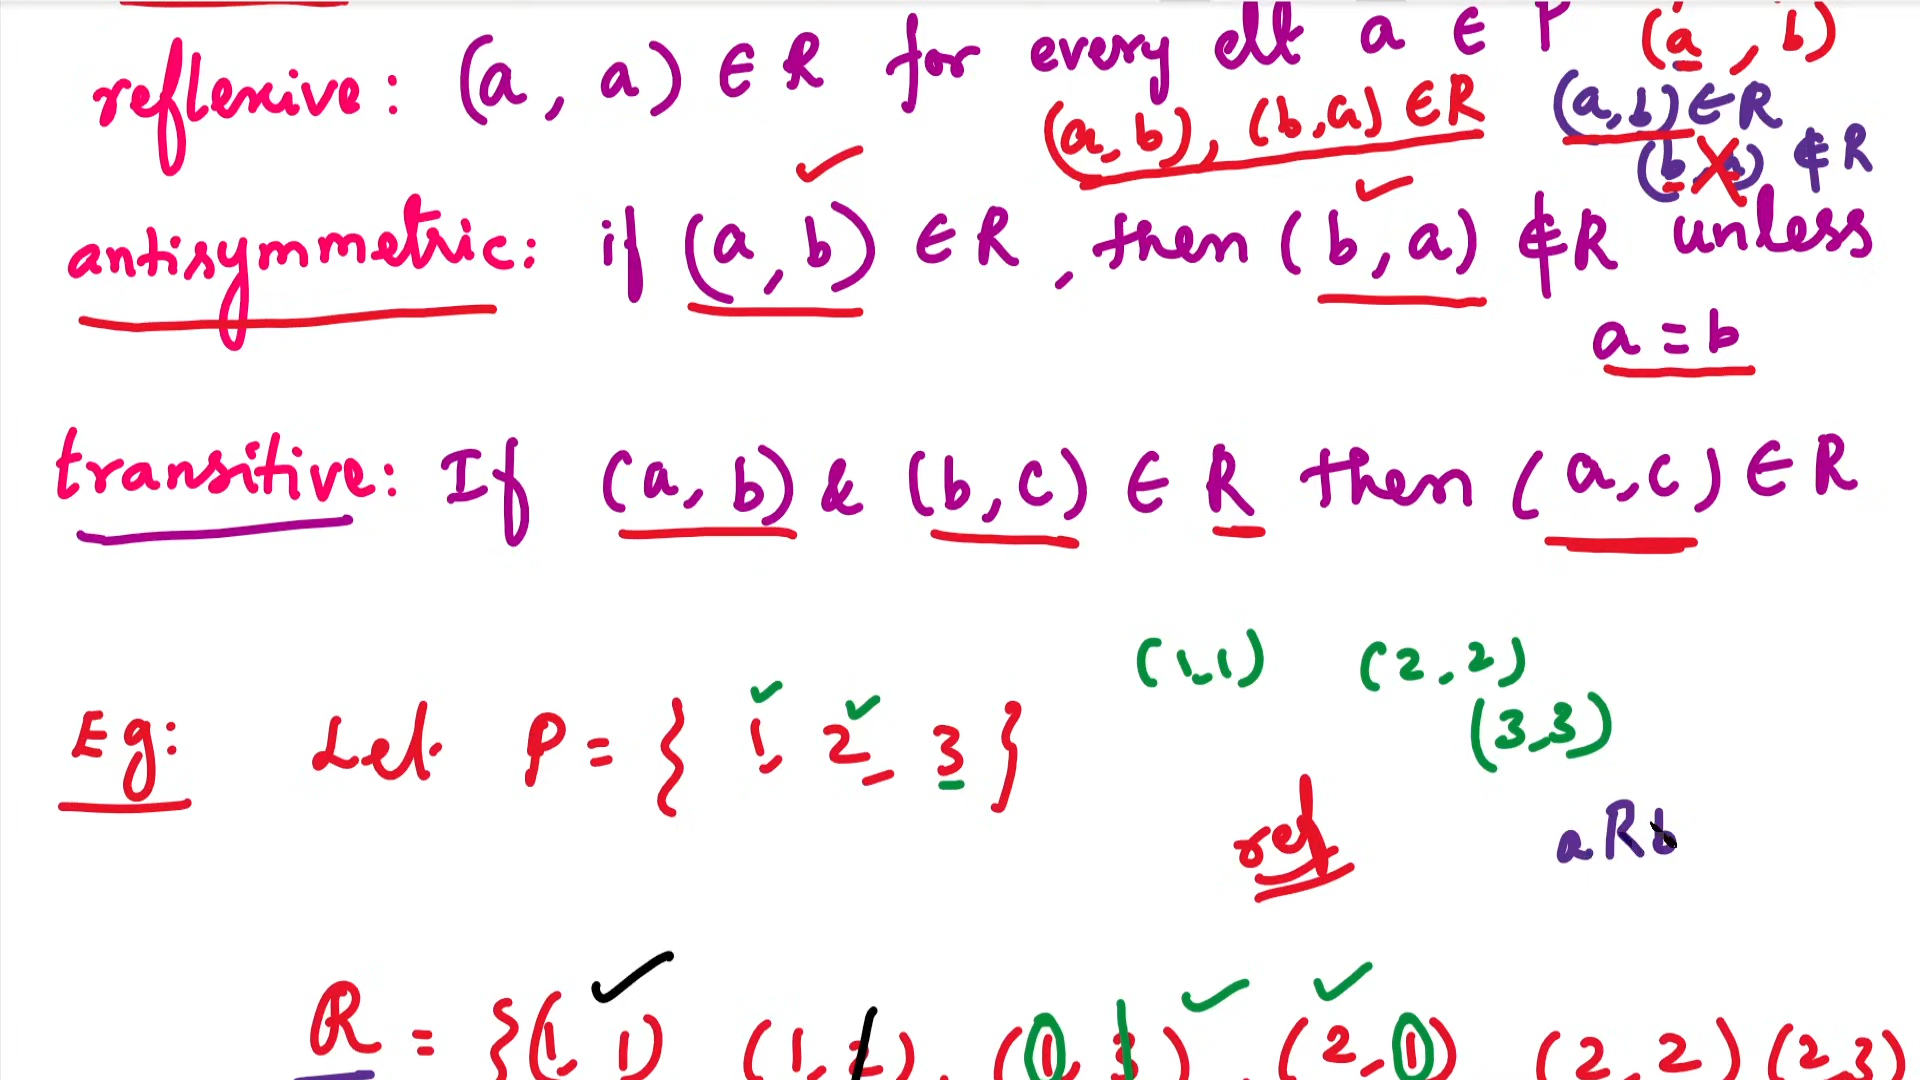 reflexive: (a, a) ∈ R for every elt a ∈ P (a, b)
(a, b), (b, a) ∈ R (a, b) ∈ R
(b, a) ∉ R
antisymmetric: if (a, b) ∈ R, then (b, a) ∉ R unless
a = b
transitive: If (a, b) & (b, c) ∈ R then (a, c) ∈ R
(1, 1) (2, 2)
(3, 3)
Eg: Let P = { 1, 2, 3 }
ref aRb
R = {(1, 1) (1, 2), (1, 3), (2, 1) (2, 2) (2, 3)